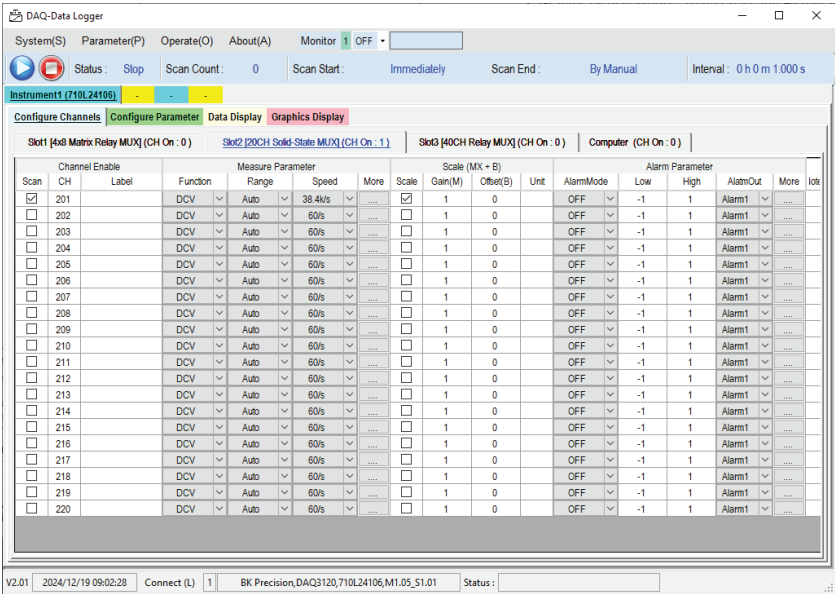 DAQ-Data Logger
System(S) Parameter(P) Operate(O) About(A) Monitor 1 OFF
Status : Stop Scan Count : 0 Scan Start : Immediately Scan End : By Manual Interval : 0 h 0 m 1.000 s
Instrument1 (710L24106) - - -
Configure Channels Configure Parameter Data Display Graphics Display
Slot1 [4x8 Matrix Relay MUX] (CH On : 0 ) Slot2 [20CH Solid-State MUX] (CH On : 1 ) Slot3 [40CH Relay MUX] (CH On : 0 ) Computer (CH On : 0 )
Channel Enable Measure Parameter Scale (MX + B) Alarm Parameter
Scan CH Label Function Range Speed More Scale Gain(M) Offset(B) Unit AlarmMode Low High AlatmOut More
201 DCV Auto 38.4k/s .... 1 0 OFF -1 1 Alarm1 ....
202 DCV Auto 60/s .... 1 0 OFF -1 1 Alarm1 ....
203 DCV Auto 60/s .... 1 0 OFF -1 1 Alarm1 ....
204 DCV Auto 60/s .... 1 0 OFF -1 1 Alarm1 ....
205 DCV Auto 60/s .... 1 0 OFF -1 1 Alarm1 ....
206 DCV Auto 60/s .... 1 0 OFF -1 1 Alarm1 ....
207 DCV Auto 60/s .... 1 0 OFF -1 1 Alarm1 ....
208 DCV Auto 60/s .... 1 0 OFF -1 1 Alarm1 ....
209 DCV Auto 60/s .... 1 0 OFF -1 1 Alarm1 ....
210 DCV Auto 60/s .... 1 0 OFF -1 1 Alarm1 ....
211 DCV Auto 60/s .... 1 0 OFF -1 1 Alarm1 ....
212 DCV Auto 60/s .... 1 0 OFF -1 1 Alarm1 ....
213 DCV Auto 60/s .... 1 0 OFF -1 1 Alarm1 ....
214 DCV Auto 60/s .... 1 0 OFF -1 1 Alarm1 ....
215 DCV Auto 60/s .... 1 0 OFF -1 1 Alarm1 ....
216 DCV Auto 60/s .... 1 0 OFF -1 1 Alarm1 ....
217 DCV Auto 60/s .... 1 0 OFF -1 1 Alarm1 ....
218 DCV Auto 60/s .... 1 0 OFF -1 1 Alarm1 ....
219 DCV Auto 60/s .... 1 0 OFF -1 1 Alarm1 ....
220 DCV Auto 60/s .... 1 0 OFF -1 1 Alarm1 ....
V2.01 2024/12/19 09:02:28 Connect (L) 1 BK Precision,DAQ3120,710L24106,M1.05_S1.01 Status :